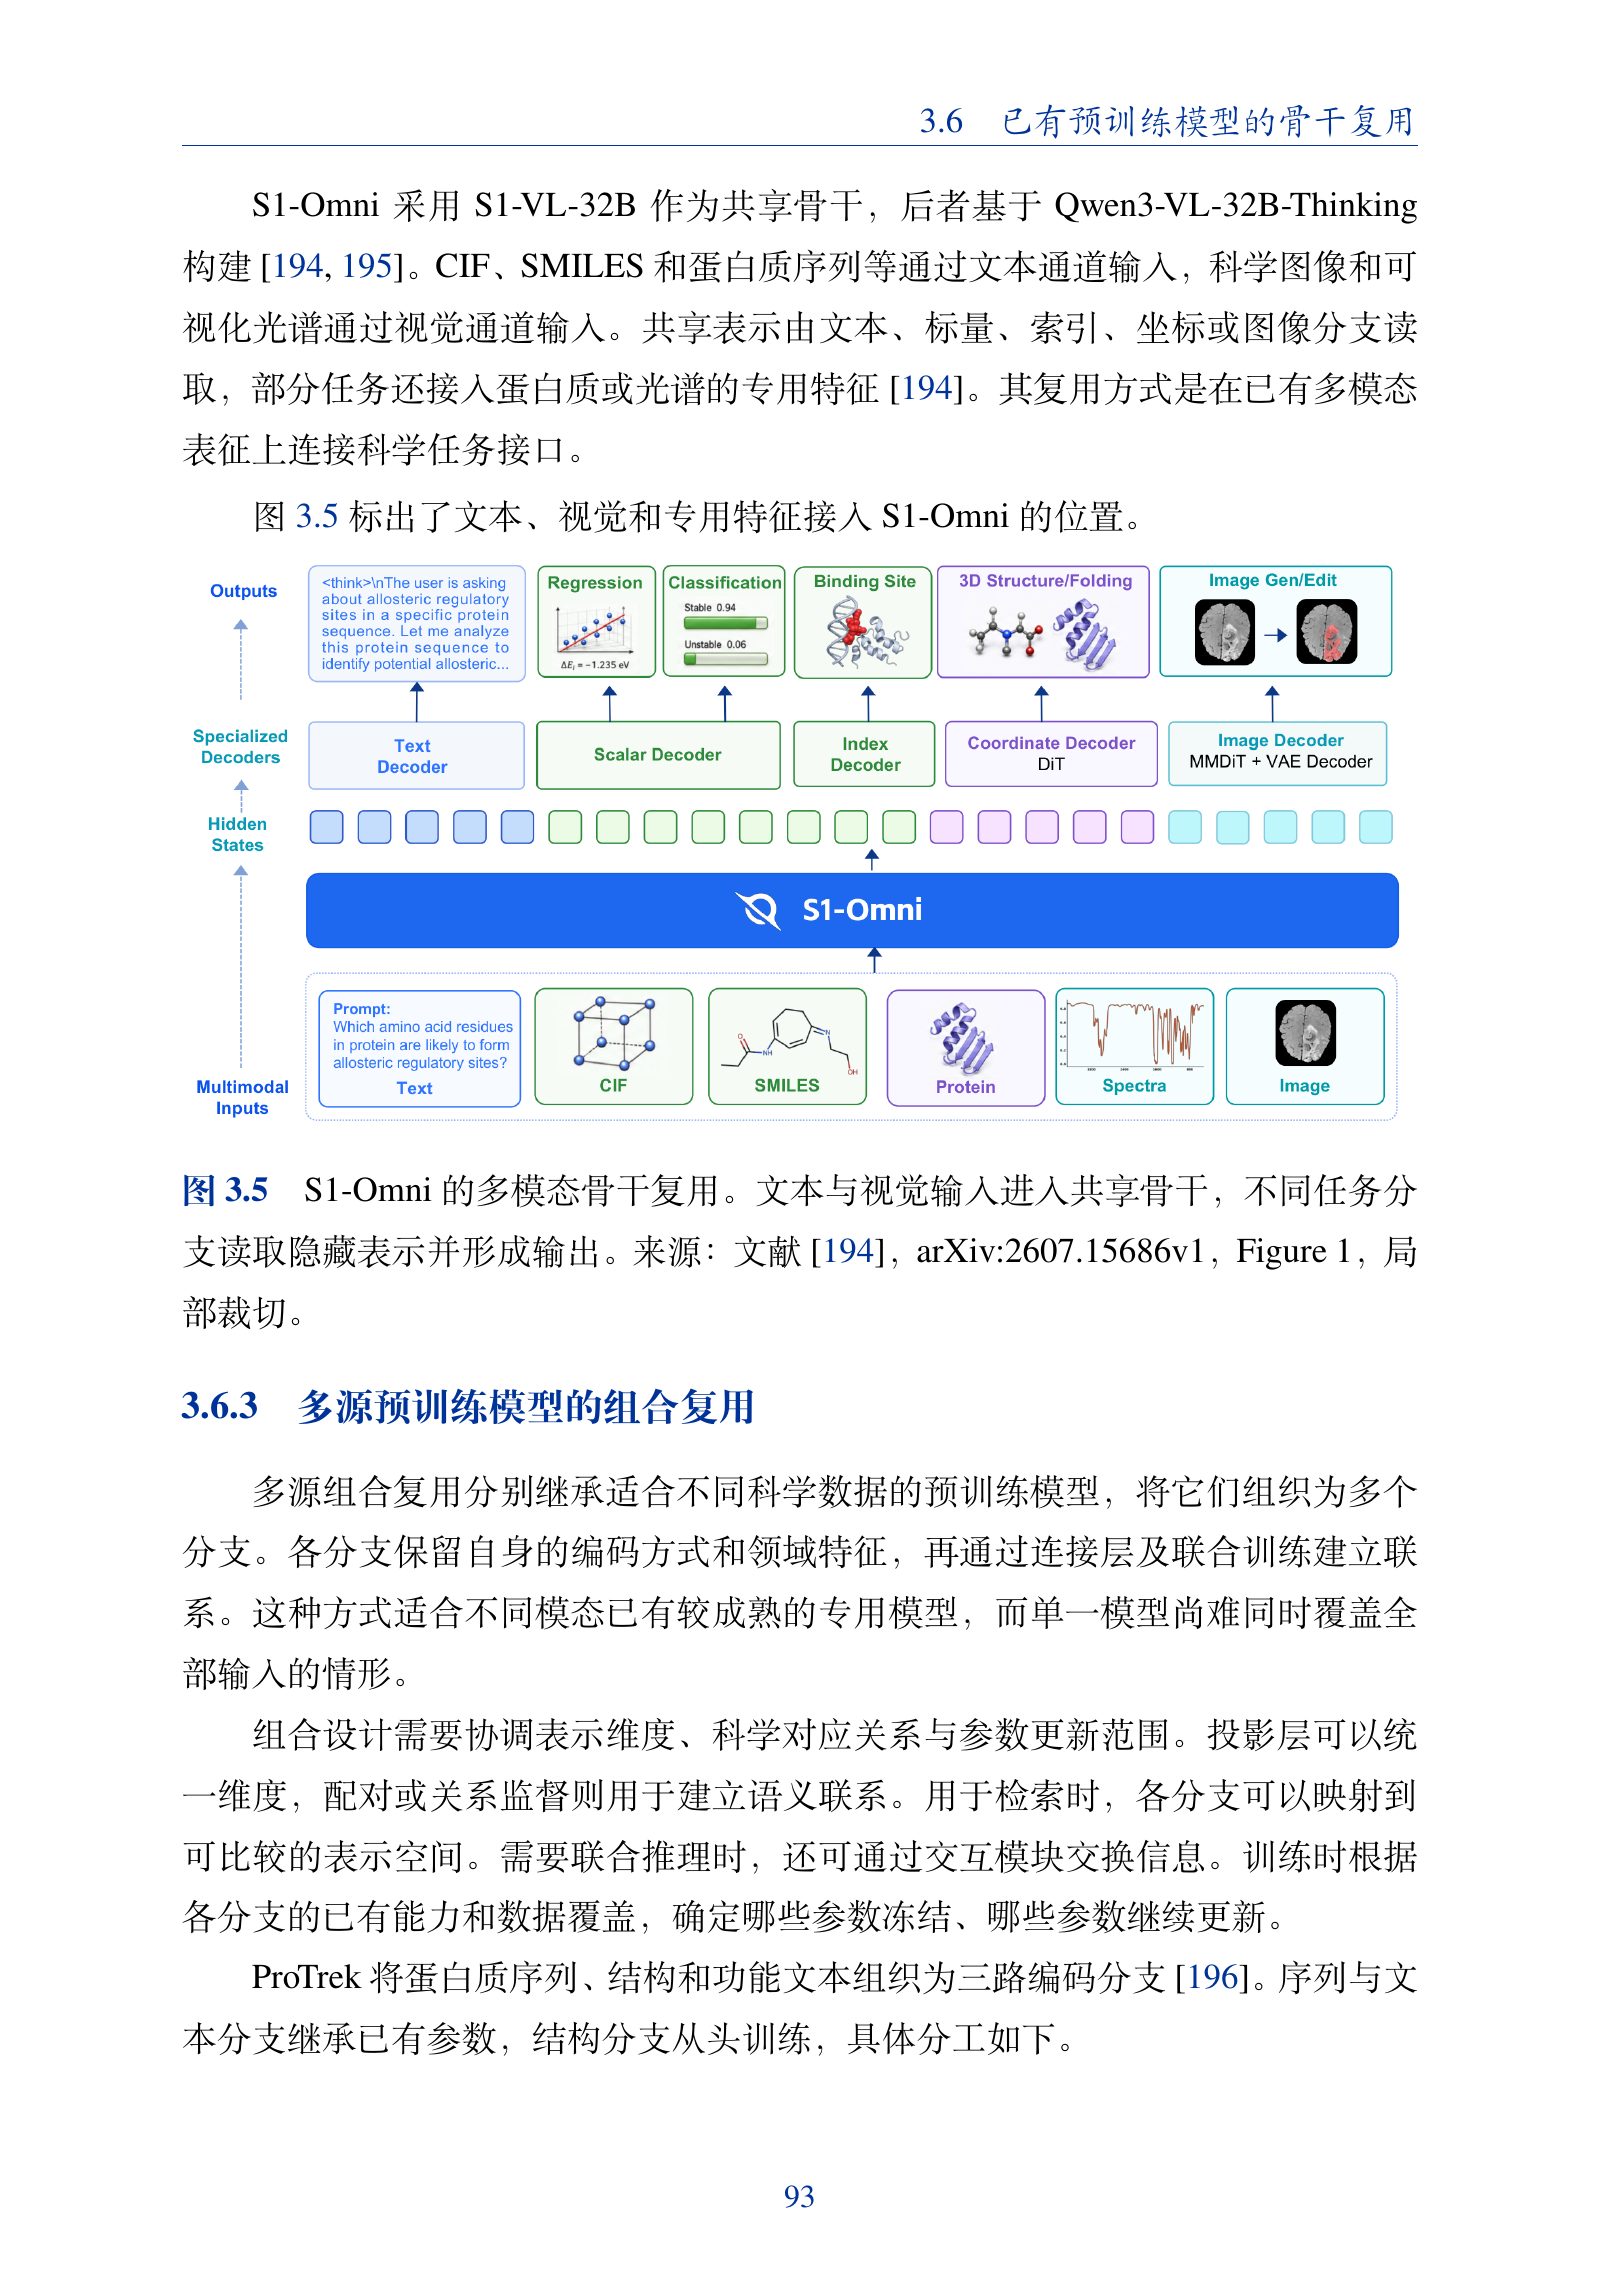 3.6 已有预训练模型的骨干复用
S1-Omni 采用 S1-VL-32B 作为共享骨干，后者基于 Qwen3-VL-32B-Thinking
构建 [194, 195]。CIF、SMILES 和蛋白质序列等通过文本通道输入，科学图像和可
视化光谱通过视觉通道输入。共享表示由文本、标量、索引、坐标或图像分支读
取，部分任务还接入蛋白质或光谱的专用特征 [194]。其复用方式是在已有多模态
表征上连接科学任务接口。
图 3.5 标出了文本、视觉和专用特征接入 S1-Omni 的位置。
Outputs
<think>\nThe user is asking
about allosteric regulatory
sites in a specific protein
sequence. Let me analyze
this protein sequence to
identify potential allosteric...
Regression
ΔEᵢ = −1.235 eV
Classification
Stable 0.94
Unstable 0.06
Binding Site
3D Structure/Folding
Image Gen/Edit
Specialized
Decoders
Text
Decoder
Scalar Decoder
Index
Decoder
Coordinate Decoder
DiT
Image Decoder
MMDiT + VAE Decoder
Hidden
States
S1-Omni
Multimodal
Inputs
Prompt:
Which amino acid residues
in protein are likely to form
allosteric regulatory sites?
Text
CIF
O
NH
N
OH
SMILES
Protein
Spectra
Image
图 3.5 S1-Omni 的多模态骨干复用。文本与视觉输入进入共享骨干，不同任务分
支读取隐藏表示并形成输出。来源：文献 [194]，arXiv:2607.15686v1，Figure 1，局
部裁切。
3.6.3 多源预训练模型的组合复用
多源组合复用分别继承适合不同科学数据的预训练模型，将它们组织为多个
分支。各分支保留自身的编码方式和领域特征，再通过连接层及联合训练建立联
系。这种方式适合不同模态已有较成熟的专用模型，而单一模型尚难同时覆盖全
部输入的情形。
组合设计需要协调表示维度、科学对应关系与参数更新范围。投影层可以统
一维度，配对或关系监督则用于建立语义联系。用于检索时，各分支可以映射到
可比较的表示空间。需要联合推理时，还可通过交互模块交换信息。训练时根据
各分支的已有能力和数据覆盖，确定哪些参数冻结、哪些参数继续更新。
ProTrek 将蛋白质序列、结构和功能文本组织为三路编码分支 [196]。序列与文
本分支继承已有参数，结构分支从头训练，具体分工如下。
93